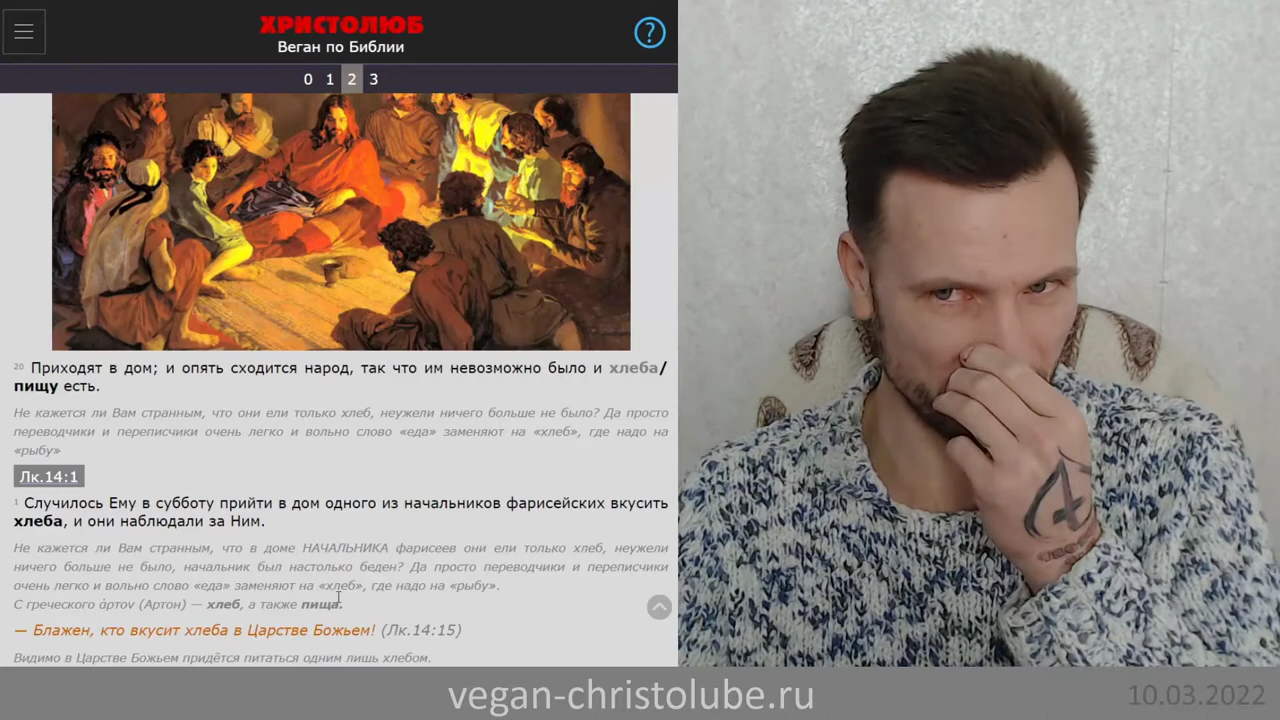 ХРИСТОЛЮБ
Веган по Библии
?
0 1 2 3
20 Приходят в дом; и опять сходится народ, так что им невозможно было и хлеба/
пищу есть.
Не кажется ли Вам странным, что они ели только хлеб, неужели ничего больше не было? Да просто
переводчики и переписчики очень легко и вольно слово «еда» заменяют на «хлеб», где надо на
«рыбу»
Лк.14:1
1 Случилось Ему в субботу прийти в дом одного из начальников фарисейских вкусить
хлеба, и они наблюдали за Ним.
Не кажется ли Вам странным, что в доме НАЧАЛЬНИКА фарисеев они ели только хлеб, неужели
ничего больше не было, начальник был настолько беден? Да просто переводчики и переписчики
очень легко и вольно слово «еда» заменяют на «хлеб», где надо на «рыбу».
С греческого ἄρτον (Артон) — хлеб, а также пища.
— Блажен, кто вкусит хлеба в Царстве Божьем! (Лк.14:15)
Видимо в Царстве Божьем придётся питаться одним лишь хлебом.
vegan-christolube.ru
10.03.2022